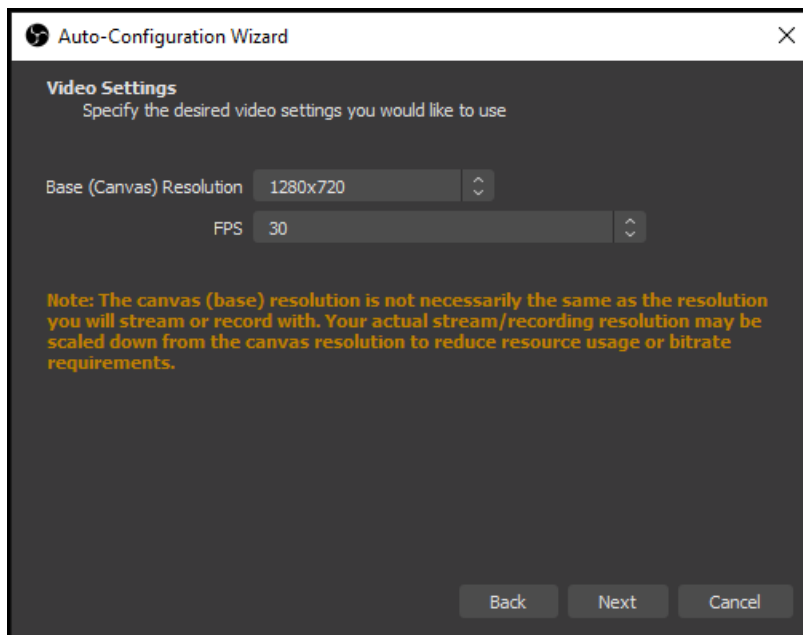 Auto-Configuration Wizard
Video Settings
Specify the desired video settings you would like to use
Base (Canvas) Resolution 1280x720
FPS 30
Note: The canvas (base) resolution is not necessarily the same as the resolution
you will stream or record with. Your actual stream/recording resolution may be
scaled down from the canvas resolution to reduce resource usage or bitrate
requirements.
Back Next Cancel